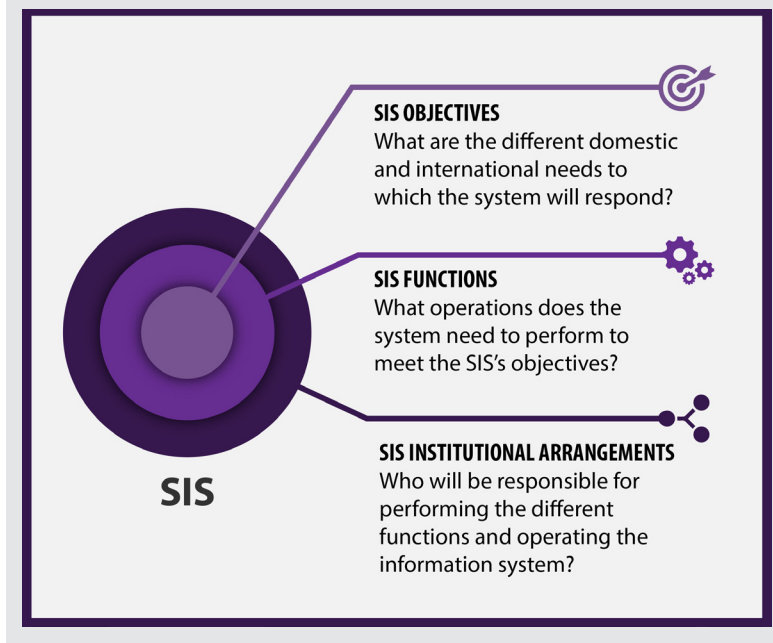 SIS OBJECTIVES
What are the different domestic
and international needs to
which the system will respond?
SIS FUNCTIONS
What operations does the
system need to perform to
meet the SIS's objectives?
SIS INSTITUTIONAL ARRANGEMENTS
Who will be responsible for
performing the different
functions and operating the
information system?
SIS